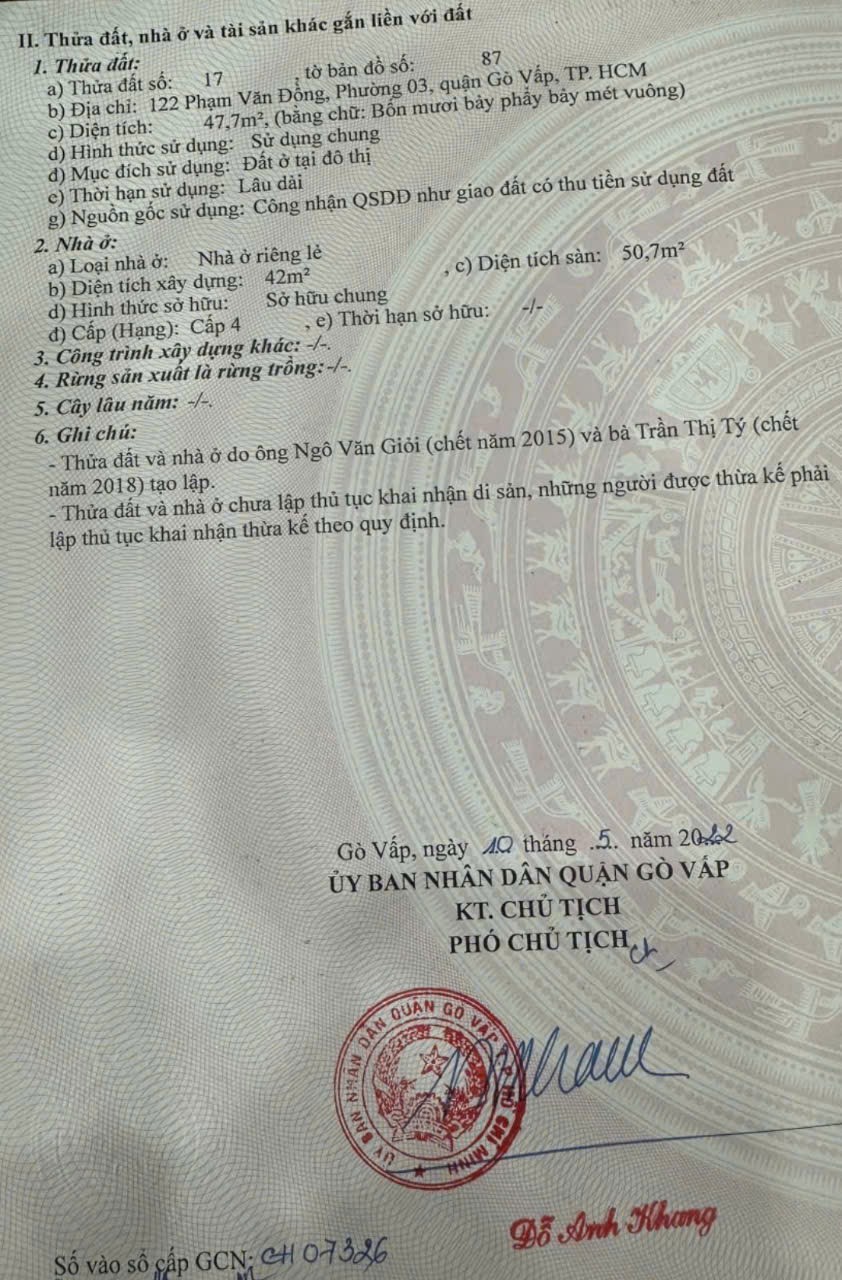 II. Thửa đất, nhà ở và tài sản khác gắn liền với đất
1. Thửa đất:
a) Thửa đất số: 17 , tờ bản đồ số: 87
b) Địa chỉ: 122 Phạm Văn Đồng, Phường 03, quận Gò Vấp, TP. HCM
c) Diện tích: 47,7m², (bằng chữ: Bốn mươi bảy phẩy bảy mét vuông)
d) Hình thức sử dụng: Sử dụng chung
đ) Mục đích sử dụng: Đất ở tại đô thị
e) Thời hạn sử dụng: Lâu dài
g) Nguồn gốc sử dụng: Công nhận QSDĐ như giao đất có thu tiền sử dụng đất
2. Nhà ở:
a) Loại nhà ở: Nhà ở riêng lẻ
b) Diện tích xây dựng: 42m² , c) Diện tích sàn: 50,7m²
d) Hình thức sở hữu: Sở hữu chung
đ) Cấp (Hạng): Cấp 4 , e) Thời hạn sở hữu: -/-
3. Công trình xây dựng khác: -/-.
4. Rừng sản xuất là rừng trồng: -/-.
5. Cây lâu năm: -/-.
6. Ghi chú:
- Thửa đất và nhà ở do ông Ngô Văn Giỏi (chết năm 2015) và bà Trần Thị Tý (chết
năm 2018) tạo lập.
- Thửa đất và nhà ở chưa lập thủ tục khai nhận di sản, những người được thừa kế phải
lập thủ tục khai nhận thừa kế theo quy định.
Gò Vấp, ngày 10 tháng .5. năm 2022
ỦY BAN NHÂN DÂN QUẬN GÒ VẤP
KT. CHỦ TỊCH
PHÓ CHỦ TỊCH
ỦY BAN NHÂN DÂN QUẬN GÒ VẤP
Đỗ Anh Khang
Số vào sổ cấp GCN: CH 07326